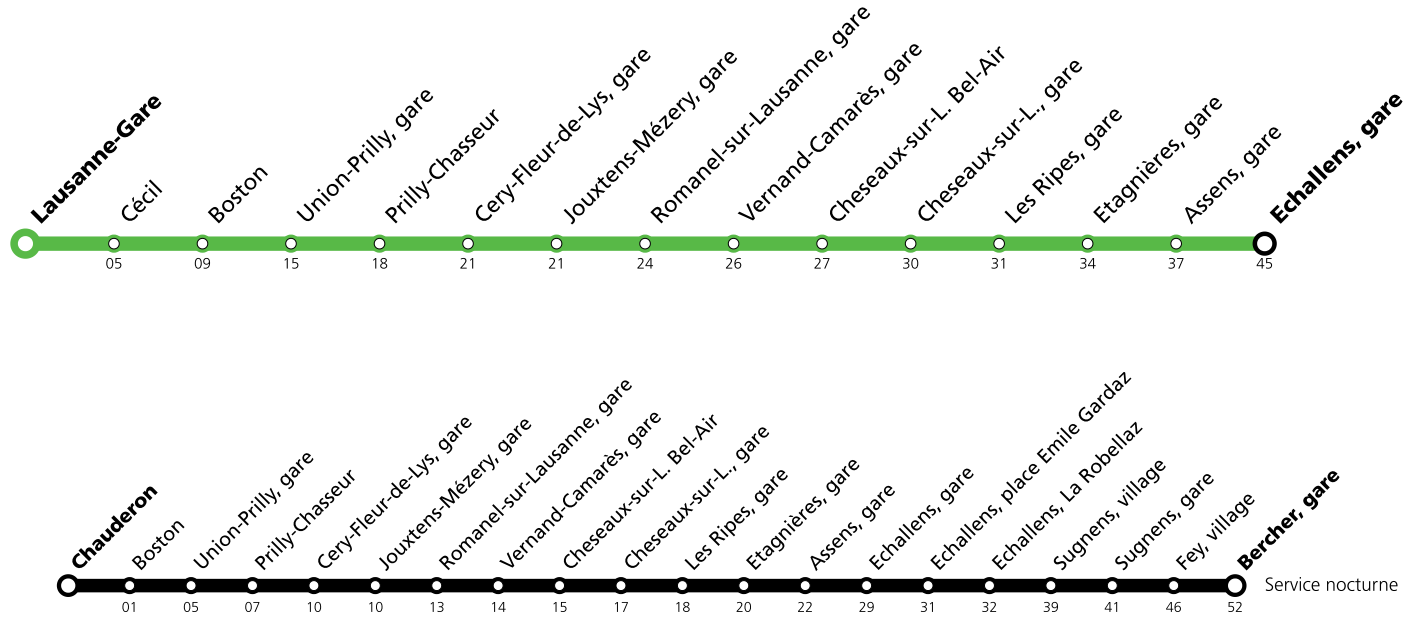 Lausanne-Gare
Cécil
Boston
Union-Prilly, gare
Prilly-Chasseur
Cery-Fleur-de-Lys, gare
Jouxtens-Mézery, gare
Romanel-sur-Lausanne, gare
Vernand-Camarès, gare
Cheseaux-sur-L. Bel-Air
Cheseaux-sur-L., gare
Les Ripes, gare
Etagnières, gare
Assens, gare
Echallens, gare
05 09 15 18 21 21 24 26 27 30 31 34 37 45
Chauderon
Boston
Union-Prilly, gare
Prilly-Chasseur
Cery-Fleur-de-Lys, gare
Jouxtens-Mézery, gare
Romanel-sur-Lausanne, gare
Vernand-Camarès, gare
Cheseaux-sur-L. Bel-Air
Cheseaux-sur-L., gare
Les Ripes, gare
Etagnières, gare
Assens, gare
Echallens, gare
Echallens, place Emile Gardaz
Echallens, La Robellaz
Sugnens, village
Sugnens, gare
Fey, village
Bercher, gare
Service nocturne
01 05 07 10 10 13 14 15 17 18 20 22 29 31 32 39 41 46 52